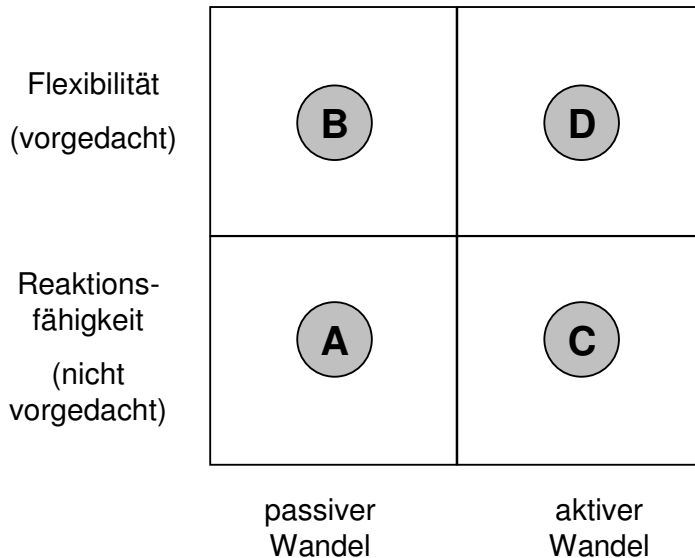 Flexibilität
(vorgedacht)
B
D
Reaktions-
fähigkeit
(nicht
vorgedacht)
A
C
passiver
Wandel
aktiver
Wandel